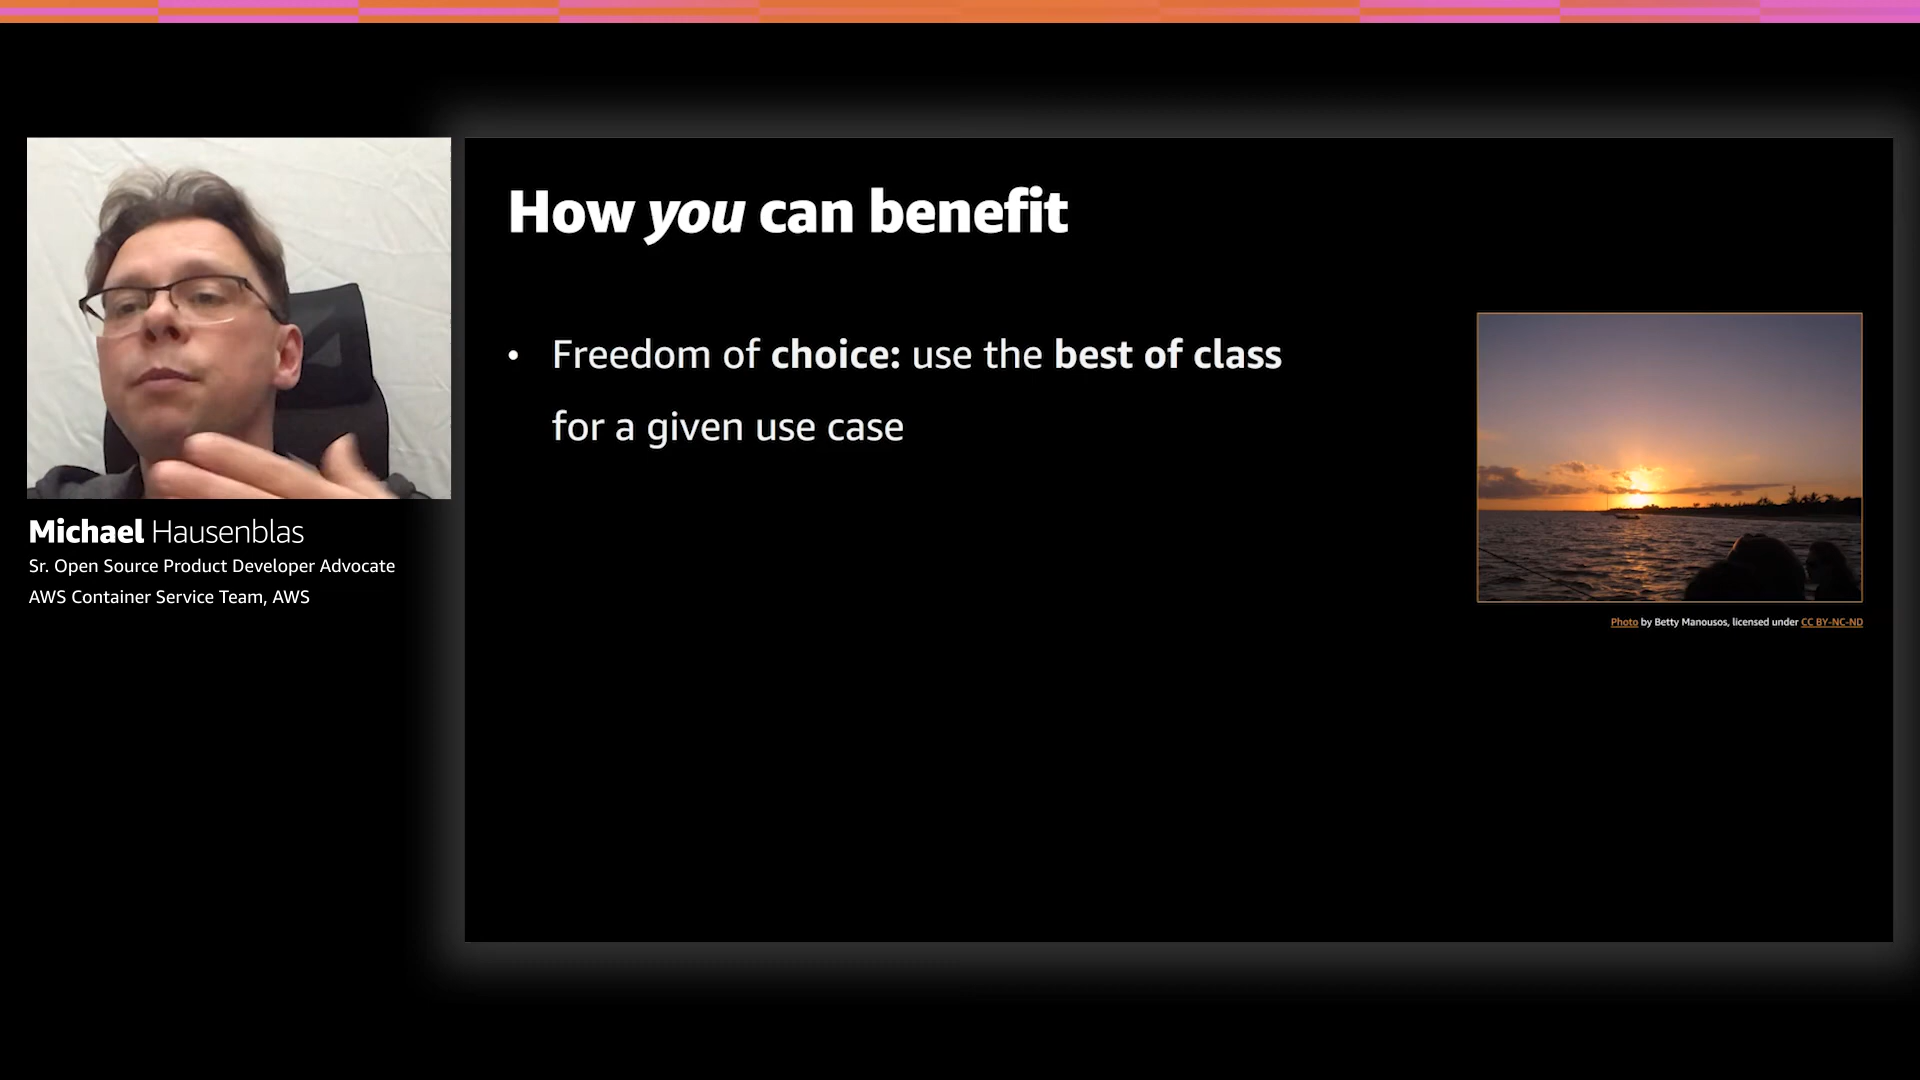 How you can benefit
• Freedom of choice: use the best of class
for a given use case
Michael Hausenblas
Sr. Open Source Product Developer Advocate
AWS Container Service Team, AWS
Photo by Betty Manousos, licensed under CC BY-NC-ND